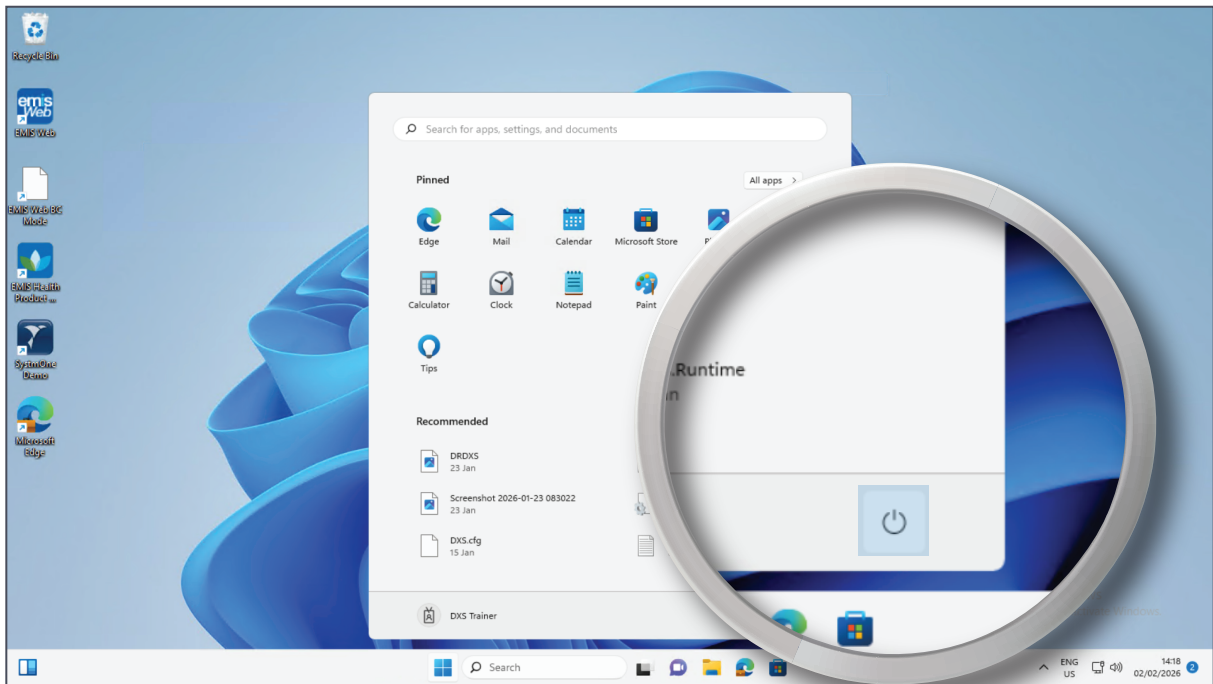 Recycle Bin
emis
Web
EMIS Web
EMIS Web BC
Mode
EMIS Health
Product ...
SystmOne
Demo
Microsoft
Edge
Search for apps, settings, and documents
Pinned
All apps >
Edge
Mail
Calendar
Microsoft Store
Calculator
Clock
Notepad
Paint
Tips
.Runtime
Recommended
DRDXS
23 Jan
Screenshot 2026-01-23 083022
23 Jan
DXS.cfg
15 Jan
DXS Trainer
Search
ENG
US
14:18
02/02/2026
2